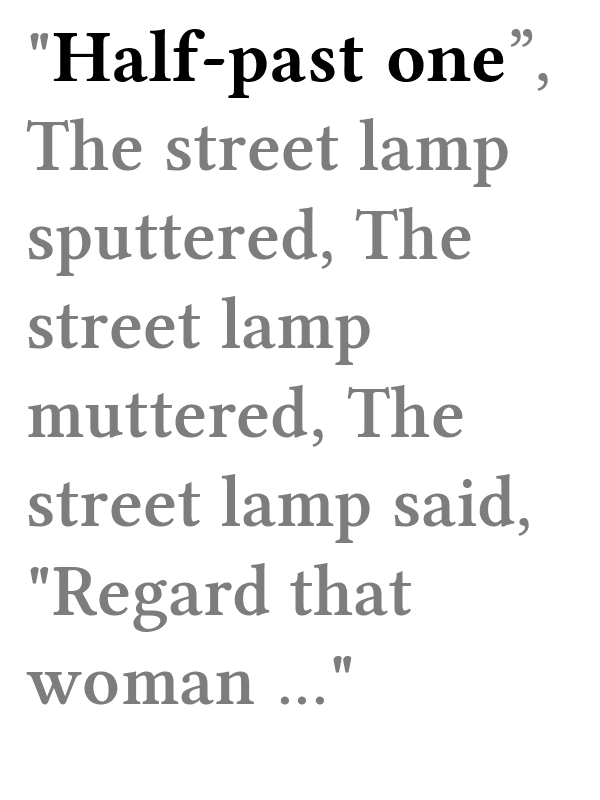 "Half-past one”,
The street lamp
sputtered, The
street lamp
muttered, The
street lamp said,
"Regard that
woman ..."